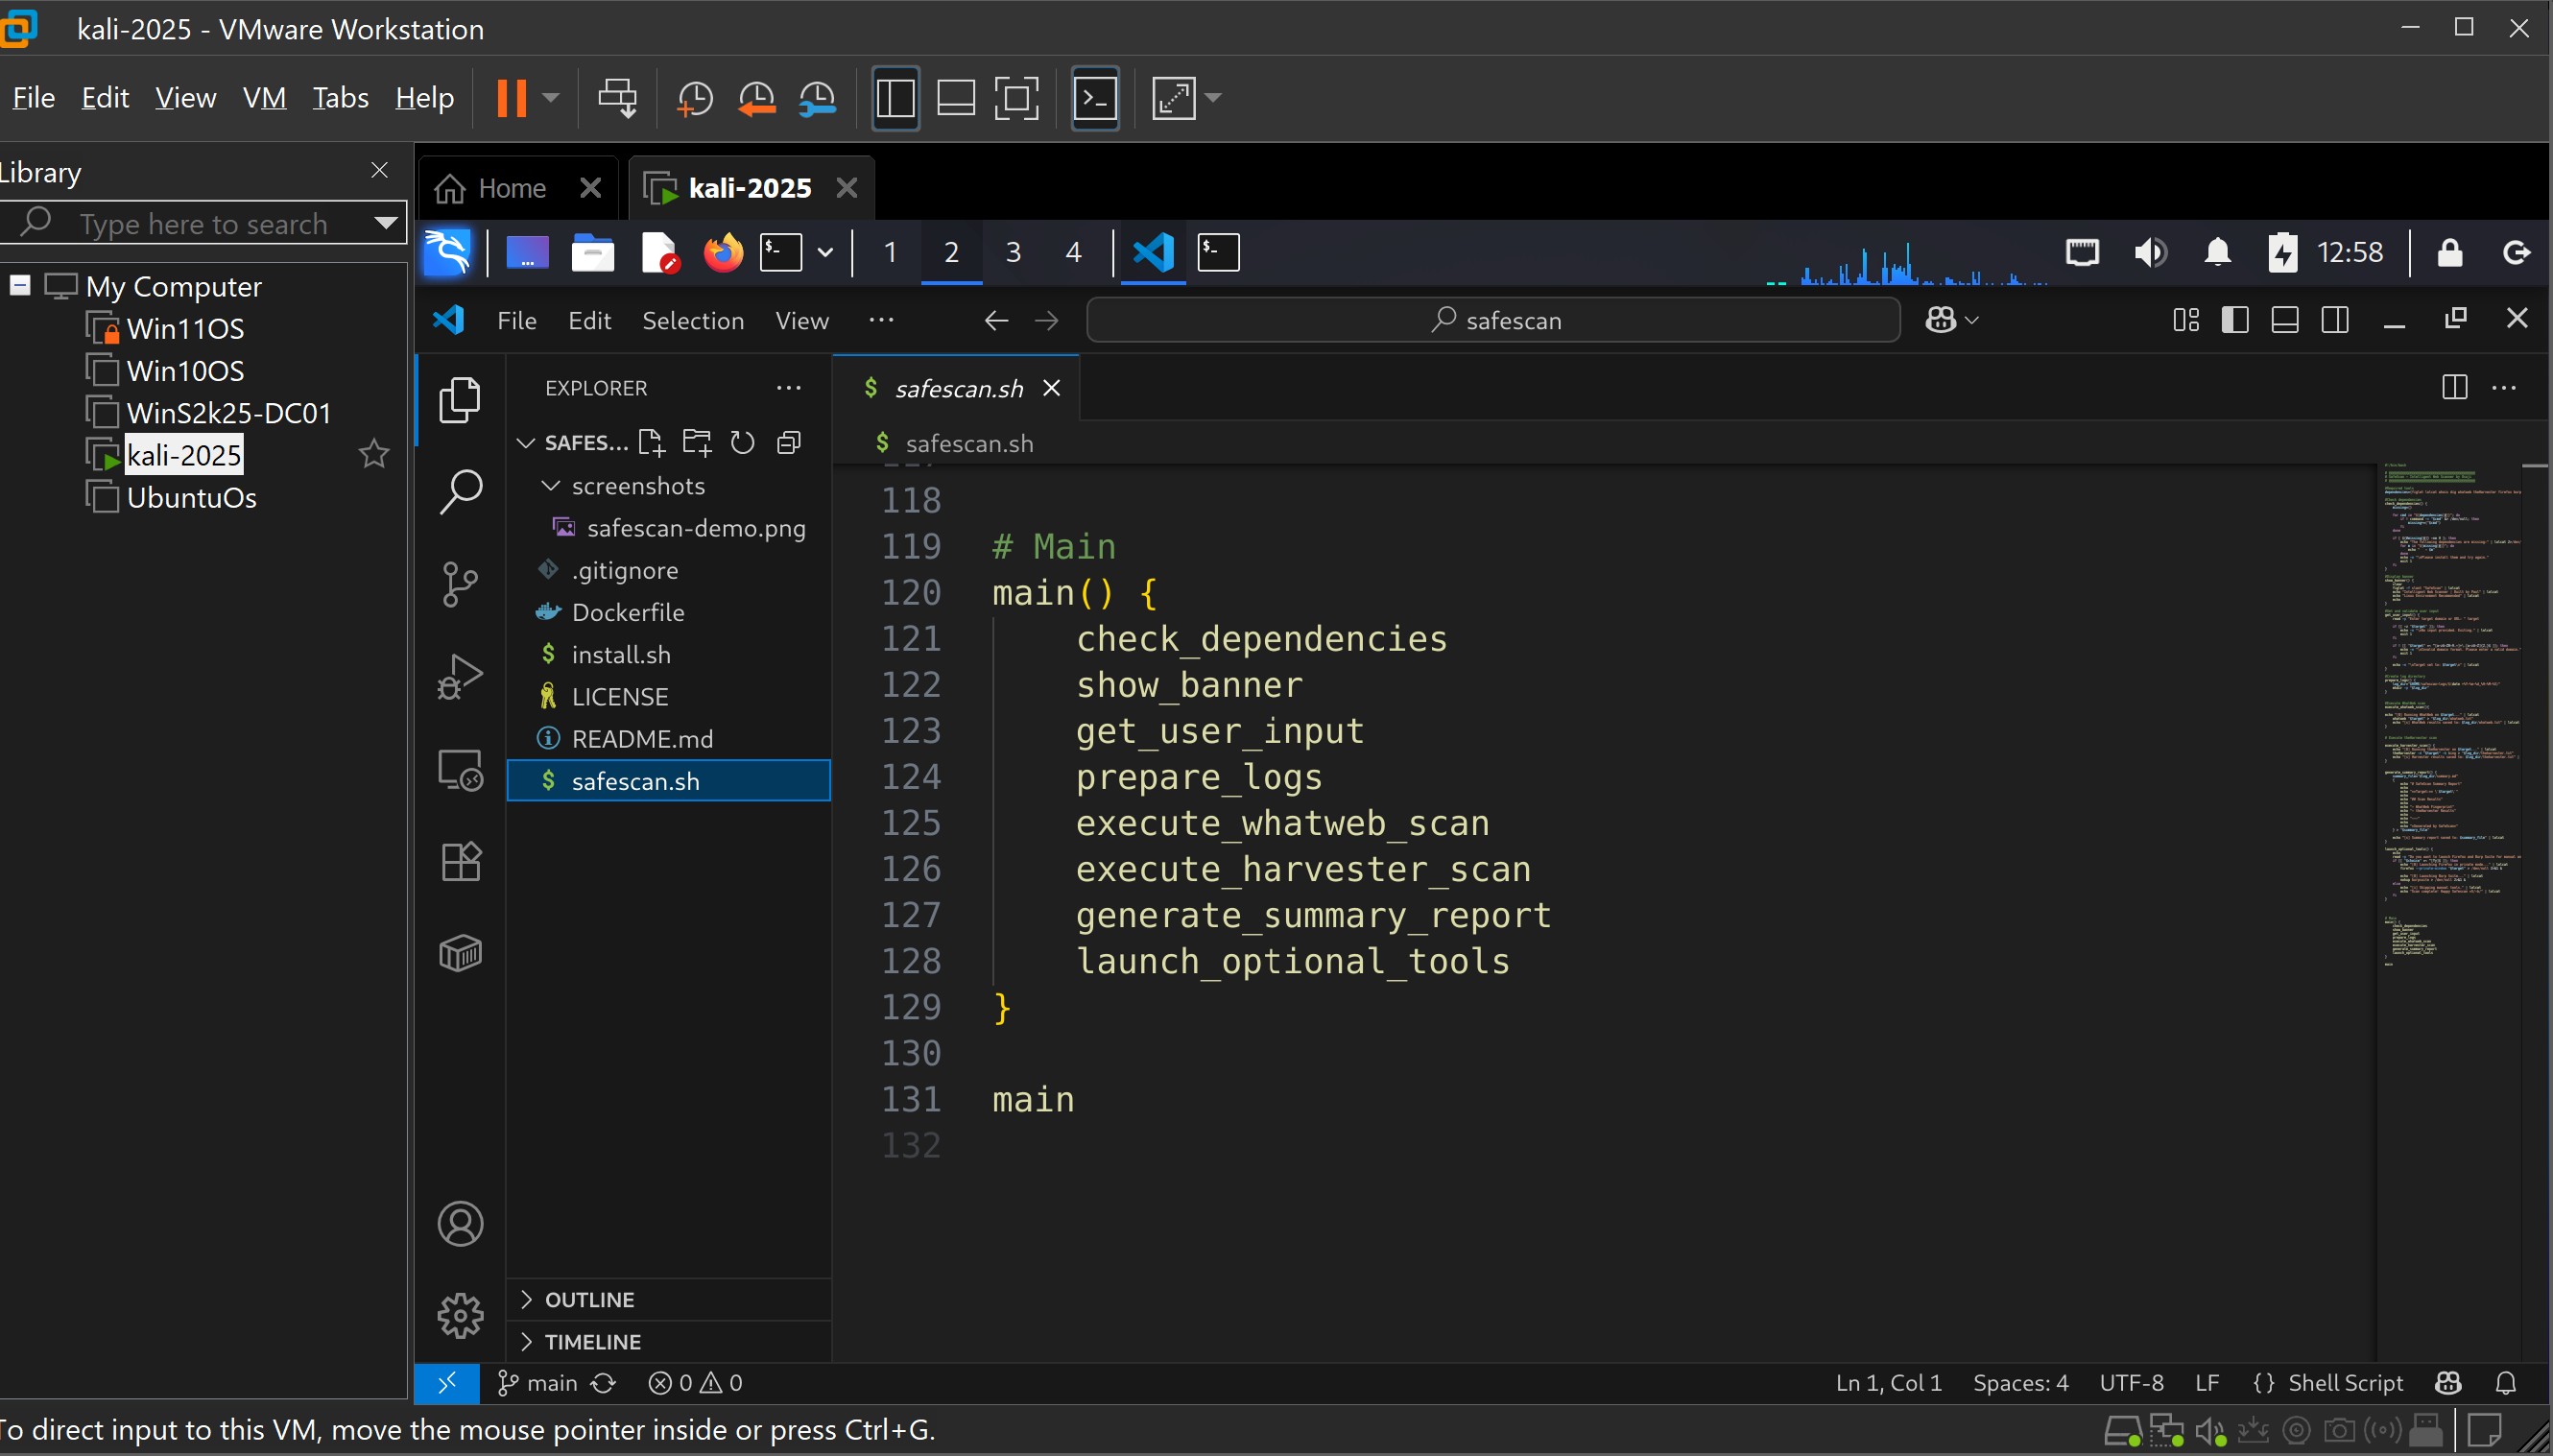 kali-2025 - VMware Workstation
File Edit View VM Tabs Help
Library
Type here to search
My Computer
Win11OS
Win10OS
WinS2k25-DC01
kali-2025
UbuntuOs
Home
kali-2025
1 2 3 4
12:58
File Edit Selection View ...
safescan
EXPLORER
SAFES...
screenshots
safescan-demo.png
.gitignore
Dockerfile
$ install.sh
LICENSE
README.md
$ safescan.sh
OUTLINE
TIMELINE
$ safescan.sh
$ safescan.sh
118
119 # Main
120 main() {
121 check_dependencies
122 show_banner
123 get_user_input
124 prepare_logs
125 execute_whatweb_scan
126 execute_harvester_scan
127 generate_summary_report
128 launch_optional_tools
129 }
130
131 main
132
main 0 0
Ln 1, Col 1 Spaces: 4 UTF-8 LF {} Shell Script
To direct input to this VM, move the mouse pointer inside or press Ctrl+G.